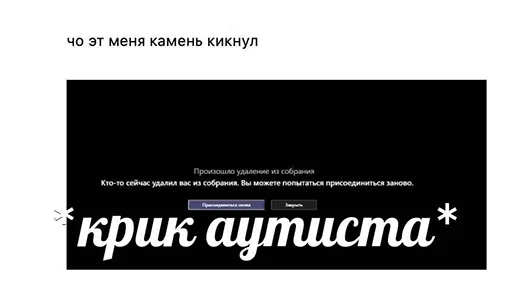 чо эт меня камень кикнул
Произошло удаление из собрания
Кто-то сейчас удалил вас из собрания. Вы можете попытаться присоединиться заново.
Присоединиться снова Закрыть
*крик аутиста*